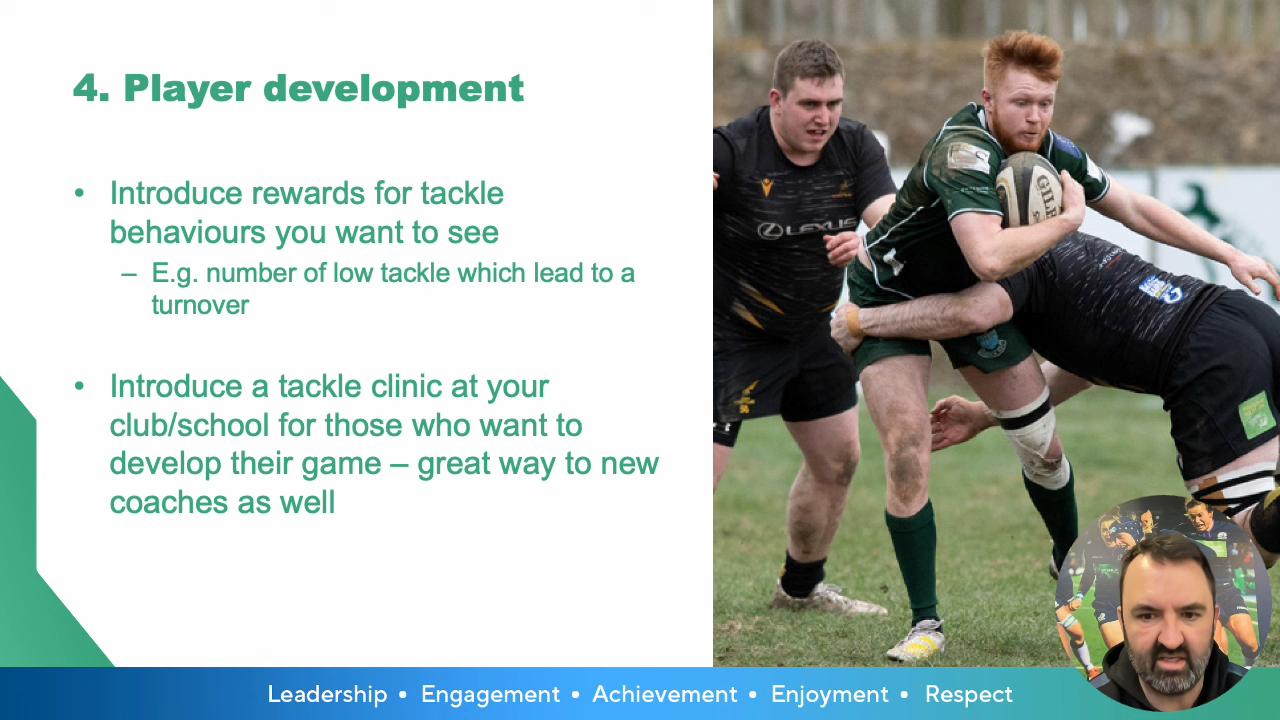 4. Player development
• Introduce rewards for tackle
behaviours you want to see
– E.g. number of low tackle which lead to a
turnover
• Introduce a tackle clinic at your
club/school for those who want to
develop their game – great way to new
coaches as well
LEXUS
Leadership • Engagement • Achievement • Enjoyment • Respect